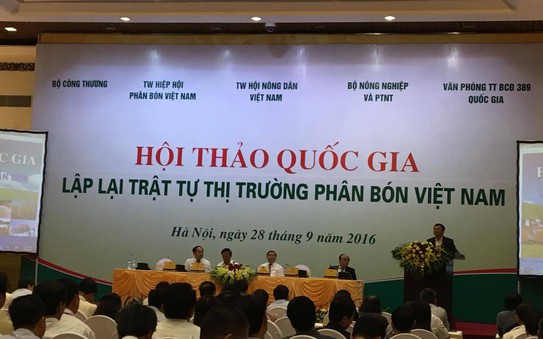 BỘ CÔNG THƯƠNG
TW HIỆP HỘI
PHÂN BÓN VIỆT NAM
TW HỘI NÔNG DÂN
VIỆT NAM
BỘ NÔNG NGHIỆP
VÀ PTNT
VĂN PHÒNG TT BCĐ 389
QUỐC GIA
HỘI THẢO QUỐC GIA
LẬP LẠI TRẬT TỰ THỊ TRƯỜNG PHÂN BÓN VIỆT NAM
Hà Nội, ngày 28 tháng 9 năm 2016
C GIA
H